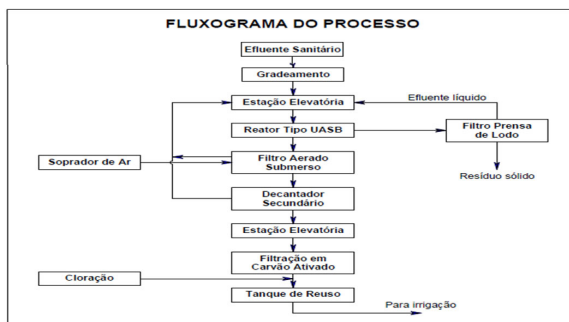 FLUXOGRAMA DO PROCESSO
Efluente Sanitário
Gradeamento
Efluente líquido
Estação Elevatória
Reator Tipo UASB
Filtro Prensa
de Lodo
Soprador de Ar
Filtro Aerado
Submerso
Resíduo sólido
Decantador
Secundário
Estação Elevatória
Filtração em
Carvão Ativado
Cloração
Tanque de Reuso
Para irrigação